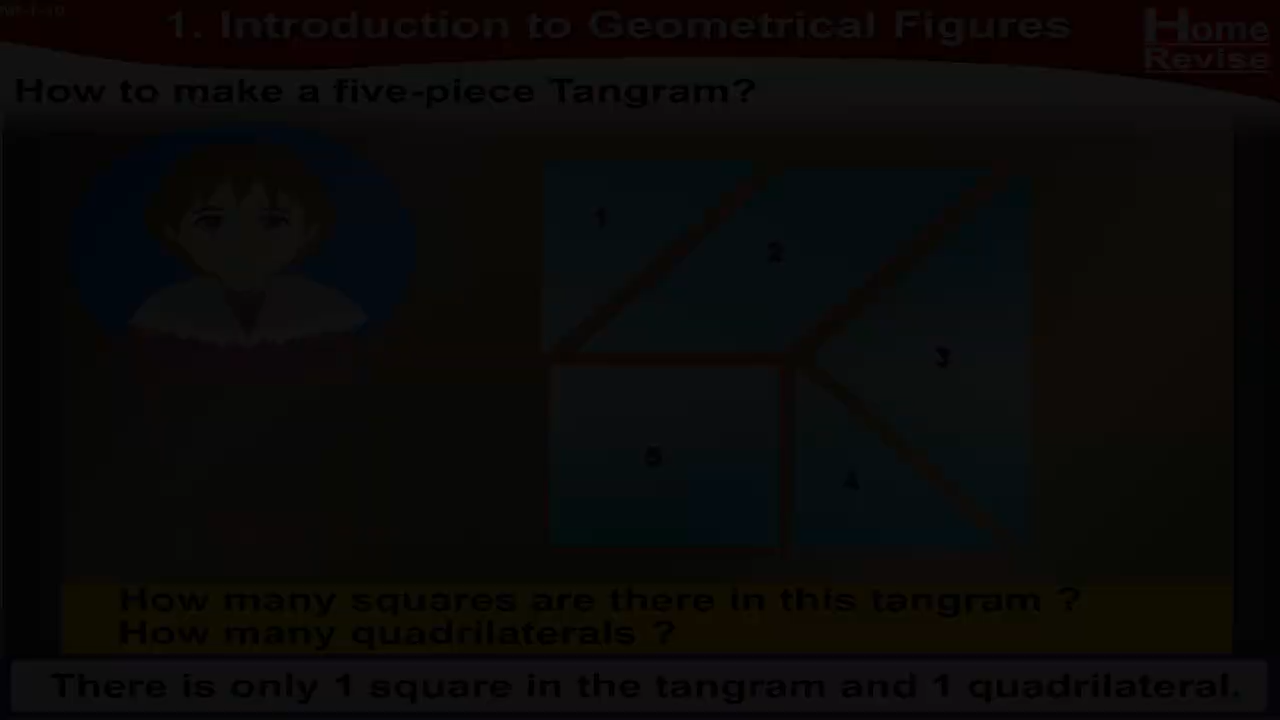 1. Introduction to Geometrical Figures
Home
Revise
How to make a five-piece Tangram?
1
2
3
4
5
How many squares are there in this tangram ?
How many quadrilaterals ?
There is only 1 square in the tangram and 1 quadrilateral.